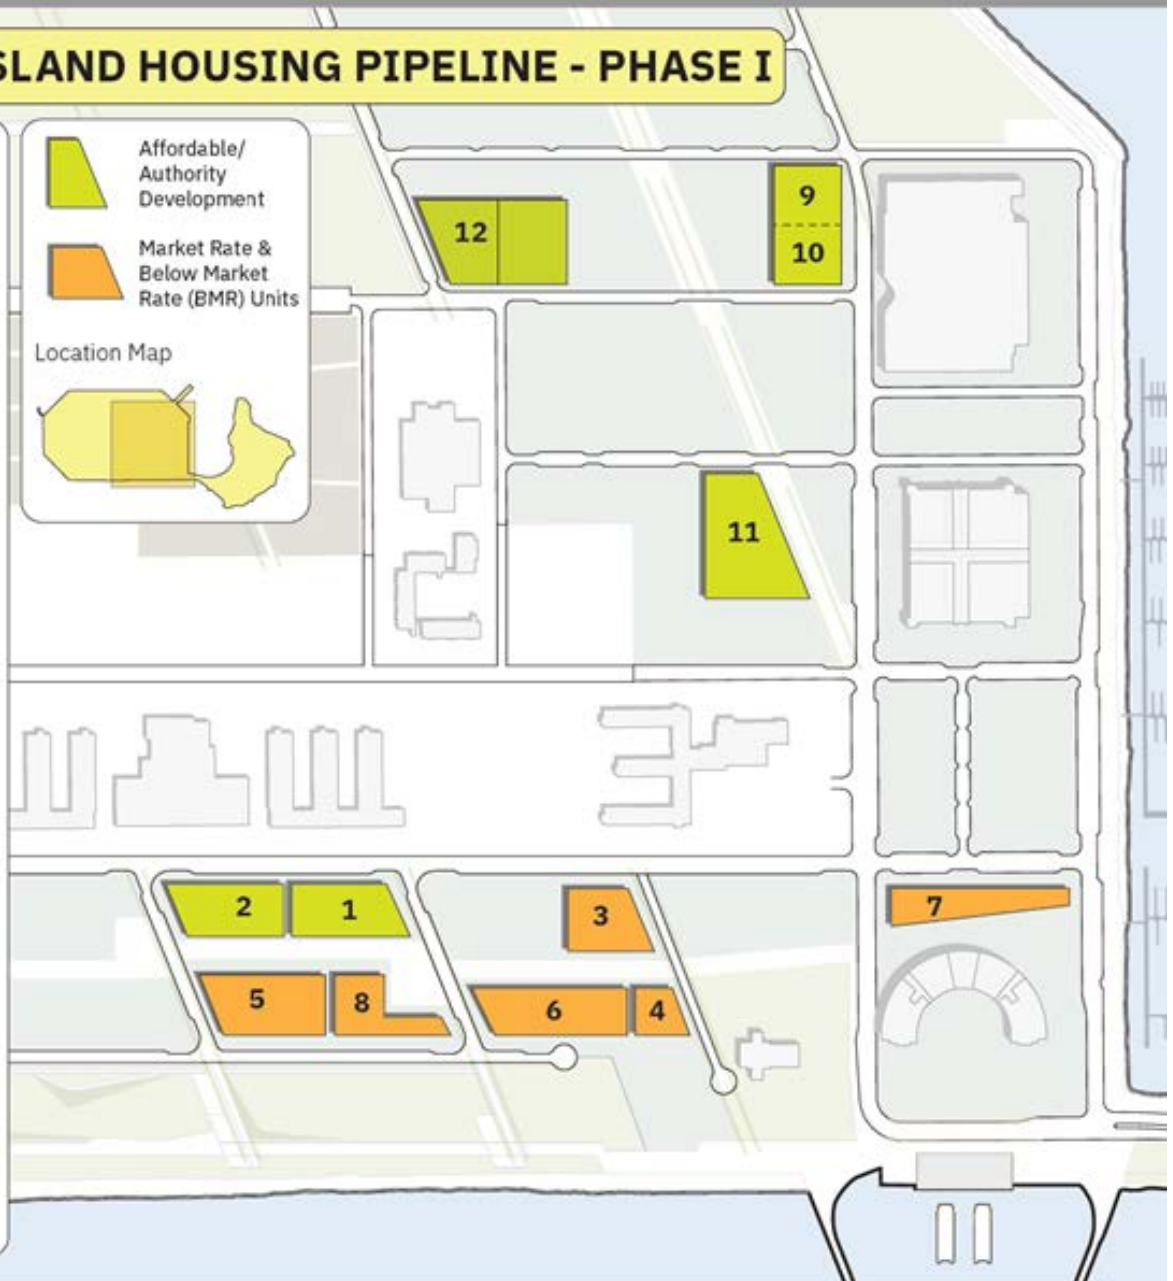 SLAND HOUSING PIPELINE - PHASE I
Affordable/
Authority
Development
Market Rate &
Below Market
Rate (BMR) Units
Location Map
12
9
10
11
2
1
3
7
5
8
6
4